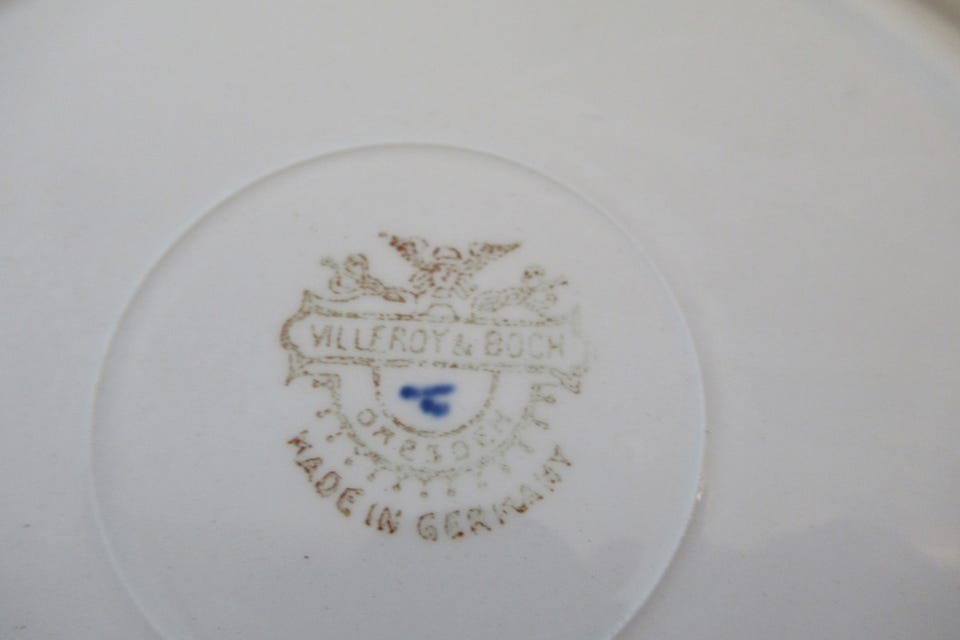 VILLEROY & BOCH
DRESDEN
MADE IN GERMANY